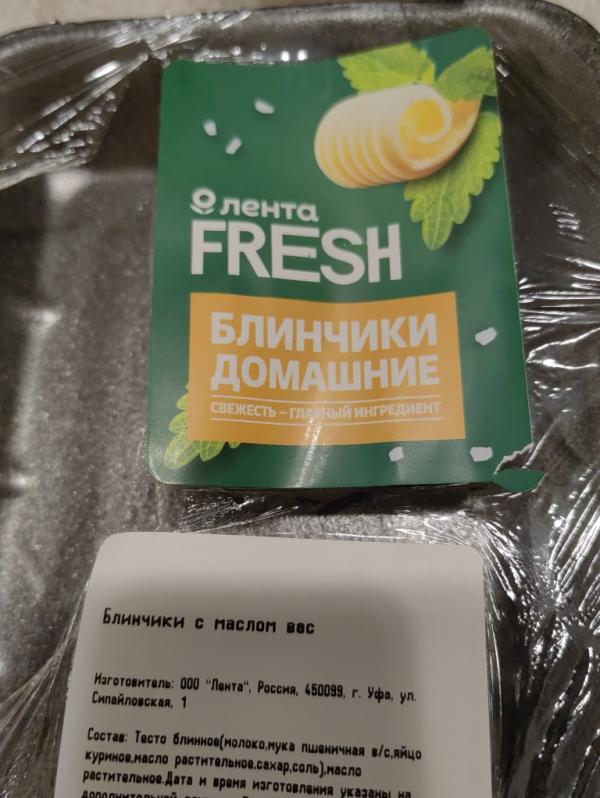 лента
FRESH
БЛИНЧИКИ
ДОМАШНИЕ
СВЕЖЕСТЬ – ГЛАВНЫЙ ИНГРЕДИЕНТ
Блинчики с маслом вес
Изготовитель: ООО "Лента", Россия, 450099, г. Уфа, ул.
Сипайловская, 1
Состав: Тесто блинное(молоко,мука пшеничная в/с,яйцо
куриное,масло растительное,сахар,соль),масло
растительное.Дата и время изготовления указаны на
дополнительной